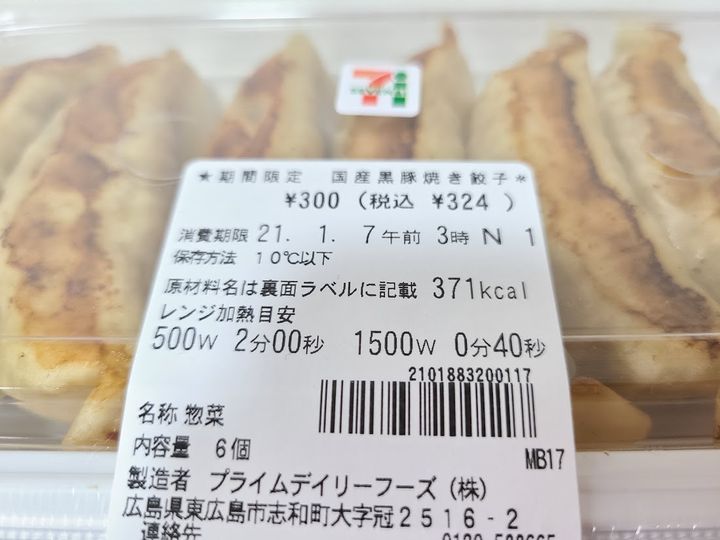 ★期間限定 国産黒豚焼き餃子*
¥300(税込 ¥324 )
消費期限 21. 1. 7午前 3時 N 1
保存方法 10℃以下
原材料名は裏面ラベルに記載 371kcal
レンジ加熱目安
500W 2分00秒 1500W 0分40秒
2101883200117
名称 惣菜
内容量 6個
MB17
製造者 プライムデイリーフーズ(株)
広島県東広島市志和町大字冠2516-2
連絡先